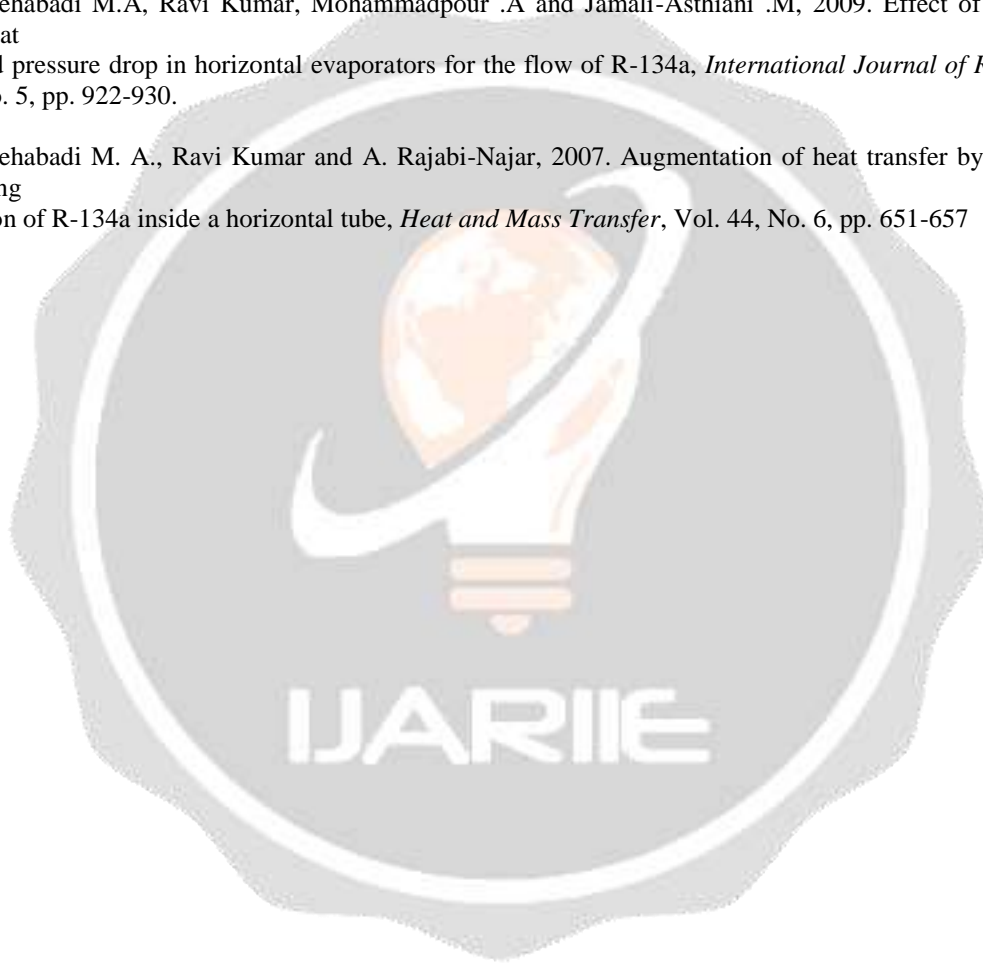 ehabadi M.A, Ravi Kumar, Mohammadpour .A and Jamali-Asthiani .M, 2009. Effect of
at
d pressure drop in horizontal evaporators for the flow of R-134a, International Journal of R
o. 5, pp. 922-930.
ehabadi M. A., Ravi Kumar and A. Rajabi-Najar, 2007. Augmentation of heat transfer by
ng
on of R-134a inside a horizontal tube, Heat and Mass Transfer, Vol. 44, No. 6, pp. 651-657
IJARIIE